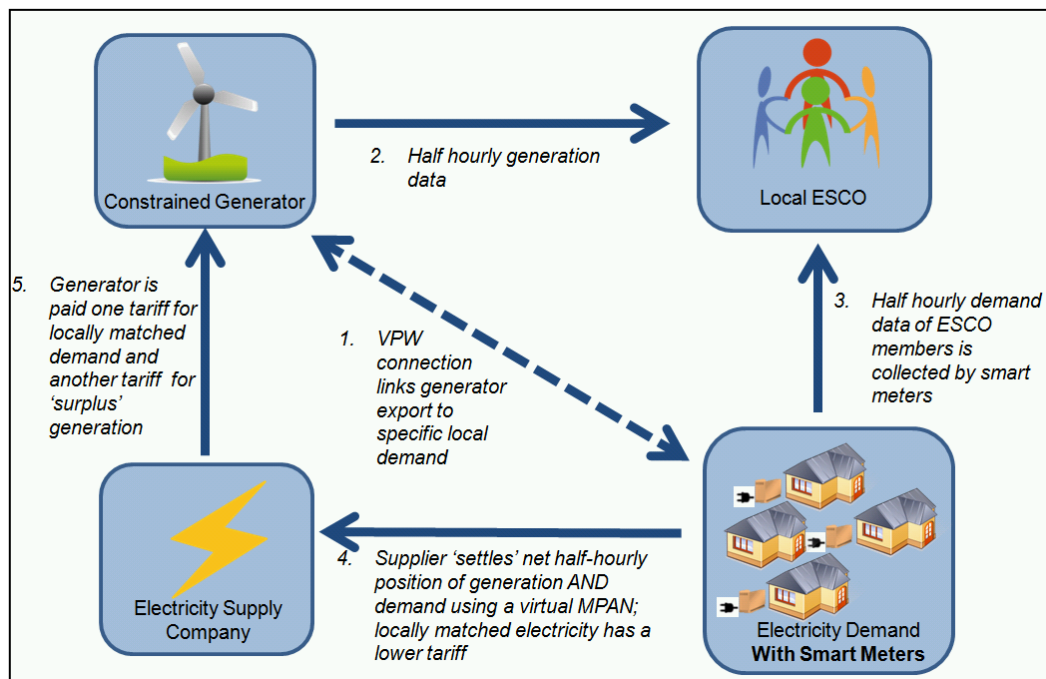 Constrained Generator
2. Half hourly generation
data
Local ESCO
5. Generator is
paid one tariff for
locally matched
demand and
another tariff for
‘surplus’
generation
1. VPW
connection
links generator
export to
specific local
demand
3. Half hourly demand
data of ESCO
members is
collected by smart
meters
Electricity Supply
Company
4. Supplier ‘settles’ net half-hourly
position of generation AND
demand using a virtual MPAN;
locally matched electricity has a
lower tariff
Electricity Demand
With Smart Meters